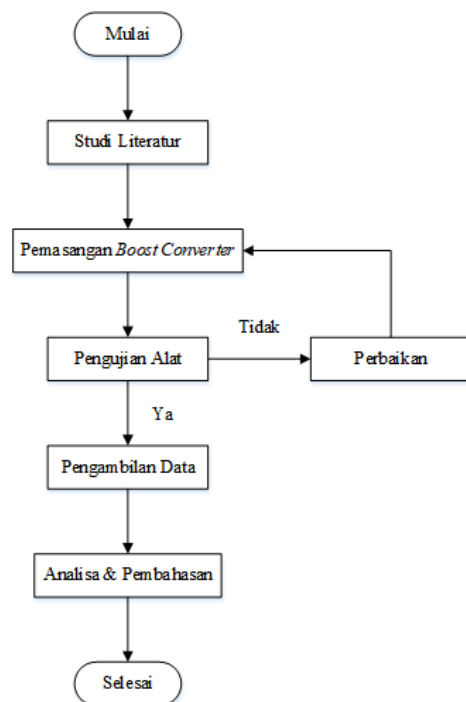 Mulai
Studi Literatur
Pemasangan Boost Converter
Tidak
Pengujian Alat
Perbaikan
Ya
Pengambilan Data
Analisa & Pembahasan
Selesai